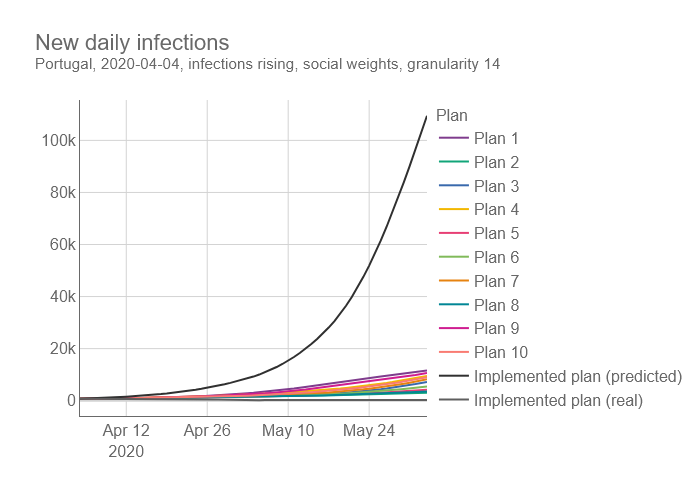 New daily infections
Portugal, 2020-04-04, infections rising, social weights, granularity 14
Plan
100k
80k
60k
40k
20k
0
Apr 12
2020
Apr 26
May 10
May 24
Plan 1
Plan 2
Plan 3
Plan 4
Plan 5
Plan 6
Plan 7
Plan 8
Plan 9
Plan 10
Implemented plan (predicted)
Implemented plan (real)